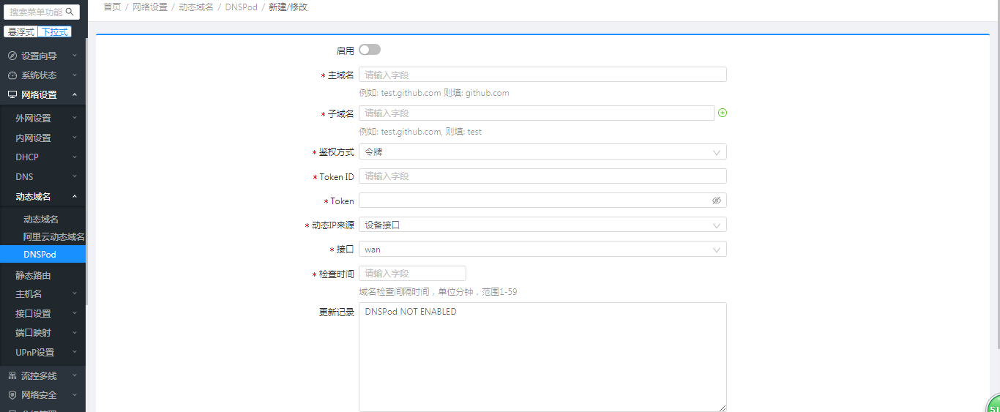 搜索菜单功能
首页 / 网络设置 / 动态域名 / DNSPod / 新建/修改
悬浮式 下拉式
设置向导
系统状态
网络设置
外网设置
内网设置
DHCP
DNS
动态域名
动态域名
阿里云动态域名
DNSPod
静态路由
主机名
接口设置
端口映射
UPnP设置
流控多线
网络安全
启用
* 主域名 请输入字段
例如: test.github.com 则填: github.com
* 子域名 请输入字段
例如: test.github.com, 则填: test
* 鉴权方式 令牌
* Token ID 请输入字段
* Token
* 动态IP来源 设备接口
* 接口 wan
* 检查时间 请输入字段
域名检查间隔时间，单位分钟，范围1-59
更新记录 DNSPod NOT ENABLED
51